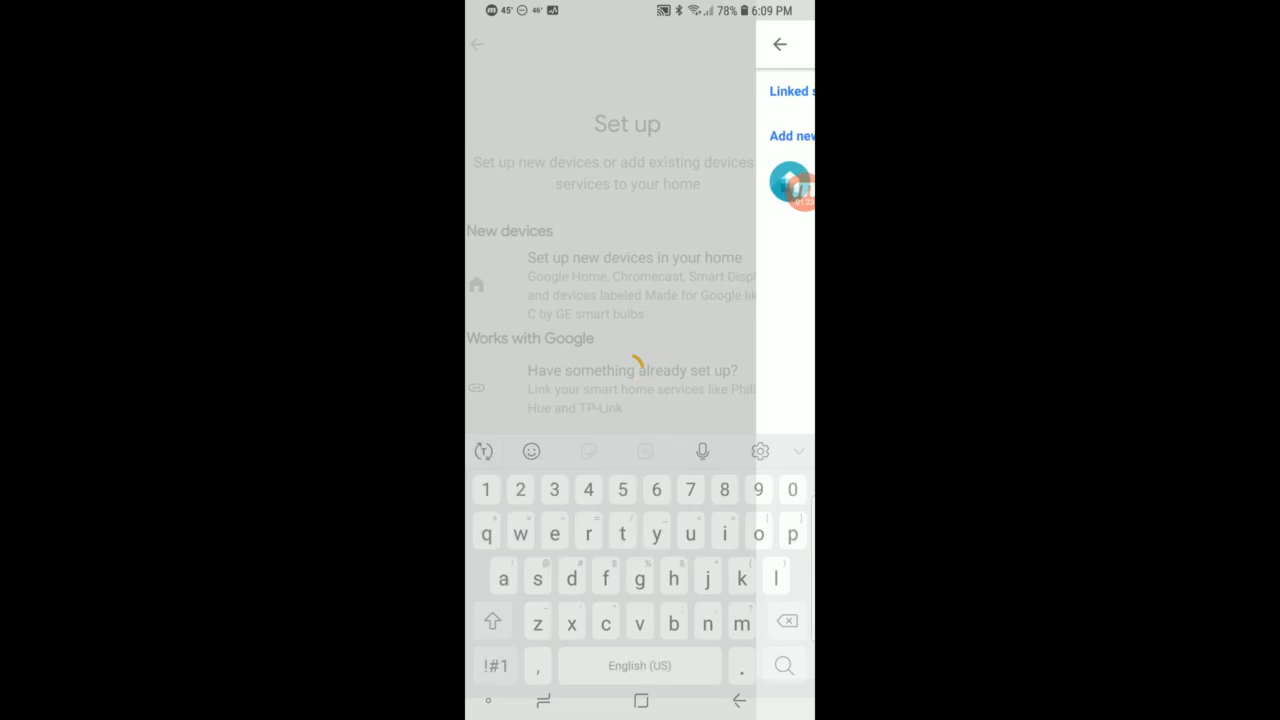 45° 46° 78% 6:09 PM
Linked s
Set up
Add new
Set up new devices or add existing devices
services to your home
01:23
New devices
Set up new devices in your home
Google Home, Chromecast, Smart Displ
and devices labeled Made for Google lik
C by GE smart bulbs
Works with Google
Have something already set up?
Link your smart home services like Phili
Hue and TP-Link
1 2 3 4 5 6 7 8 9 0
q w e r t y u i o p
a s d f g h j k l
z x c v b n m
!#1 , English (US) .